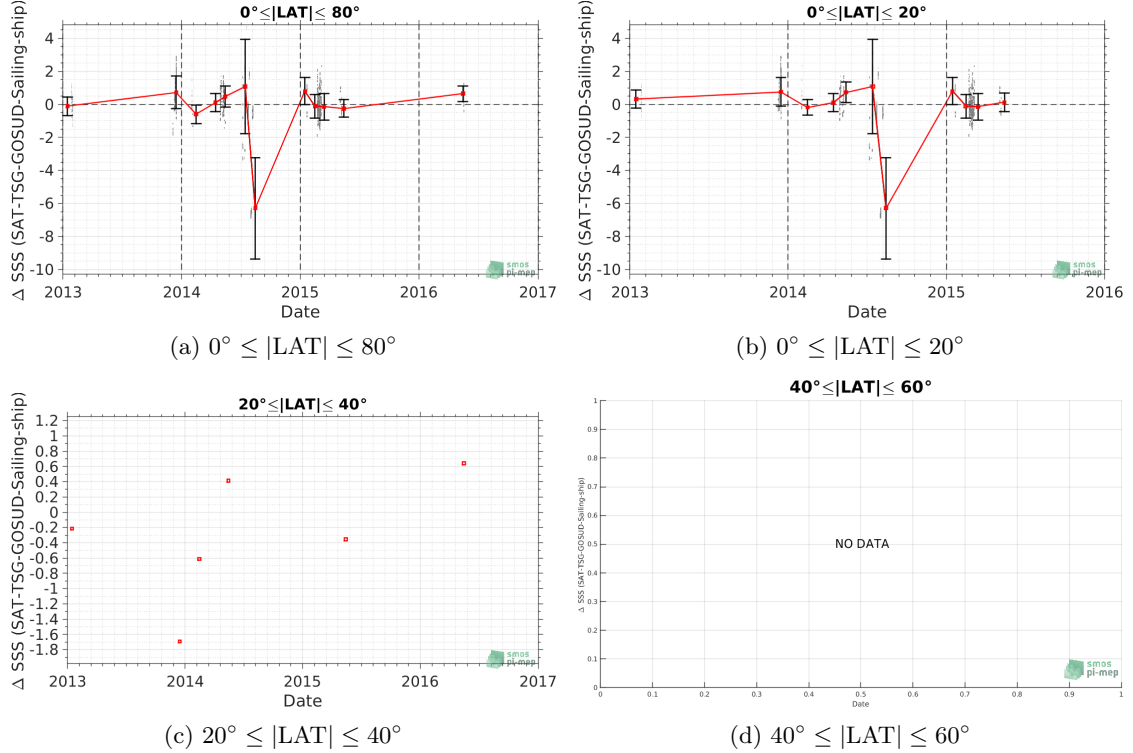 0°≤|LAT|≤ 80°
Δ SSS (SAT-TSG-GOSUD-Sailing-ship)
4
2
0
-2
-4
-6
-8
-10
2013 2014 2015 2016 2017
Date
smos
pi-mep
(a) 0° ≤ |LAT| ≤ 80°
0°≤|LAT|≤ 20°
Δ SSS (SAT-TSG-GOSUD-Sailing-ship)
4
2
0
-2
-4
-6
-8
-10
2013 2014 2015 2016
Date
smos
pi-mep
(b) 0° ≤ |LAT| ≤ 20°
20°≤|LAT|≤ 40°
Δ SSS (SAT-TSG-GOSUD-Sailing-ship)
1.2
1
0.8
0.6
0.4
0.2
0
-0.2
-0.4
-0.6
-0.8
-1
-1.2
-1.4
-1.6
-1.8
2013 2014 2015 2016 2017
Date
smos
pi-mep
(c) 20° ≤ |LAT| ≤ 40°
40°≤|LAT|≤ 60°
Δ SSS (SAT-TSG-GOSUD-Sailing-ship)
1
0.9
0.8
0.7
0.6
0.5
0.4
0.3
0.2
0.1
0
NO DATA
0 0.1 0.2 0.3 0.4 0.5 0.6 0.7 0.8 0.9 1
Date
smos
pi-mep
(d) 40° ≤ |LAT| ≤ 60°